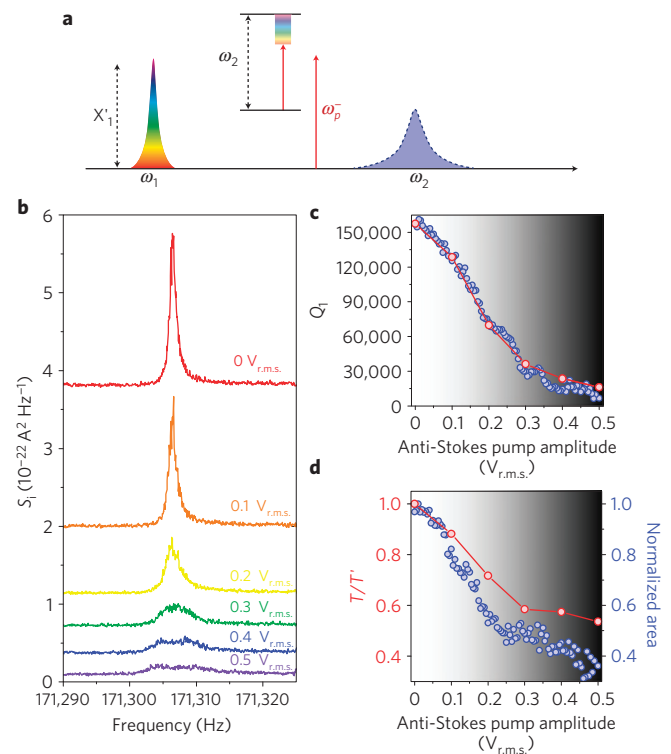 a
ω2
X'1
ωp−
ω1
ω2
b
6
5
4
3
2
1
0
Si (10−22 A2 Hz−1)
0 Vr.m.s.
0.1 Vr.m.s.
0.2 Vr.m.s.
0.3 Vr.m.s.
0.4 Vr.m.s.
0.5 Vr.m.s.
171,290 171,300 171,310 171,320
Frequency (Hz)
c
150,000
120,000
90,000
60,000
30,000
0
Q1
0 0.1 0.2 0.3 0.4 0.5
Anti-Stokes pump amplitude
(Vr.m.s.)
d
1.0 1.0
0.8 0.8
0.6 0.6
0.4 0.4
T/T'
Normalized area
0 0.1 0.2 0.3 0.4 0.5
Anti-Stokes pump amplitude
(Vr.m.s.)